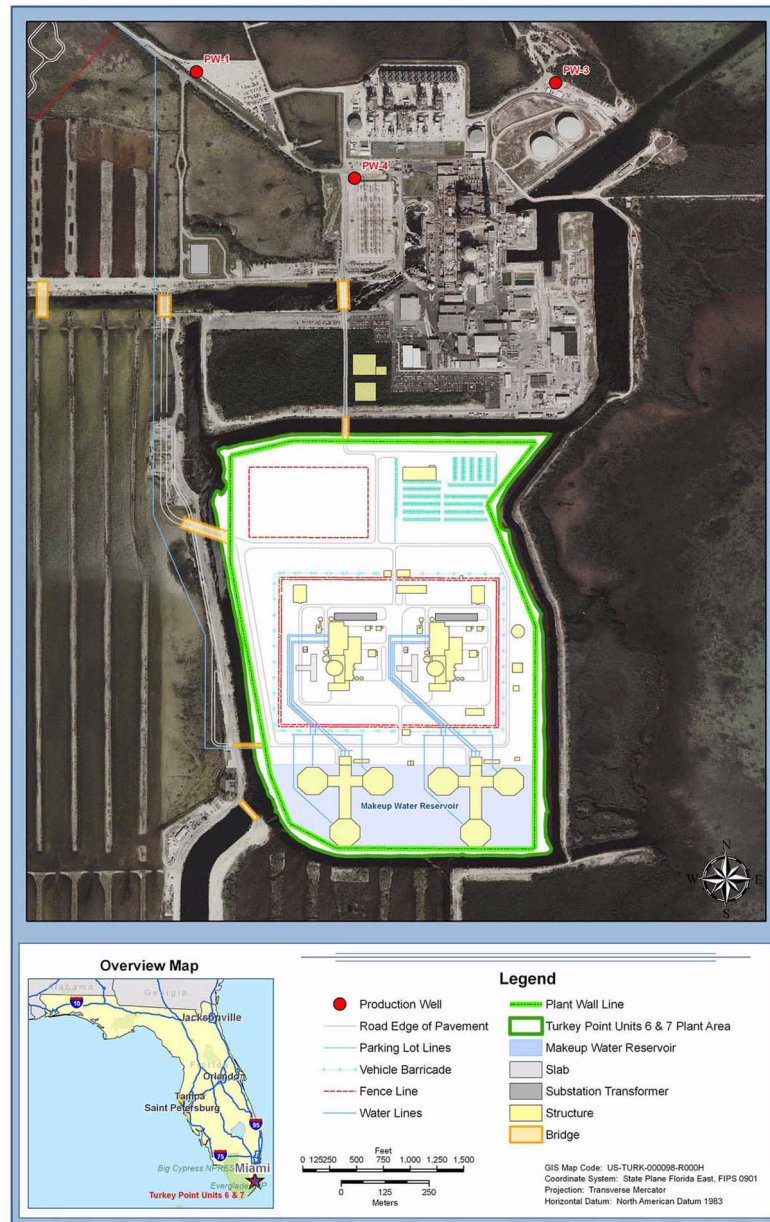 PW-1
PW-3
PW-4
Makeup Water Reservoir
N
W
E
S
Overview Map
Alabama
Georgia
10
Jacksonville
Florida
Orlando
Tampa
Saint Petersburg
95
75
Big Cypress NPRES
Miami
Everglade
P
Turkey Point Units 6 & 7
Legend
Production Well
Road Edge of Pavement
Parking Lot Lines
Vehicle Barricade
Fence Line
Water Lines
Plant Wall Line
Turkey Point Units 6 & 7 Plant Area
Makeup Water Reservoir
Slab
Substation Transformer
Structure
Bridge
Feet
0 125250 500 750 1,000 1,250 1,500
0 125 250
Meters
GIS Map Code: US-TURK-000098-R000H
Coordinate System: State Plane Florida East, FIPS 0901
Projection: Transverse Mercator
Horizontal Datum: North American Datum 1983